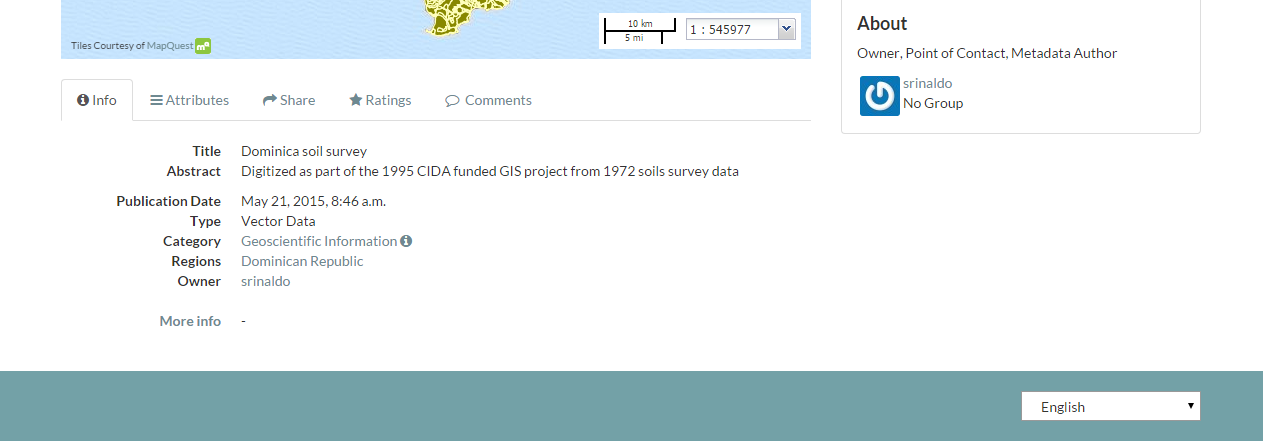 10 km
5 mi
1 : 545977
Tiles Courtesy of MapQuest
Info
Attributes
Share
Ratings
Comments
Title Dominica soil survey
Abstract Digitized as part of the 1995 CIDA funded GIS project from 1972 soils survey data
Publication Date May 21, 2015, 8:46 a.m.
Type Vector Data
Category Geoscientific Information
Regions Dominican Republic
Owner srinaldo
More info -
About
Owner, Point of Contact, Metadata Author
srinaldo
No Group
English